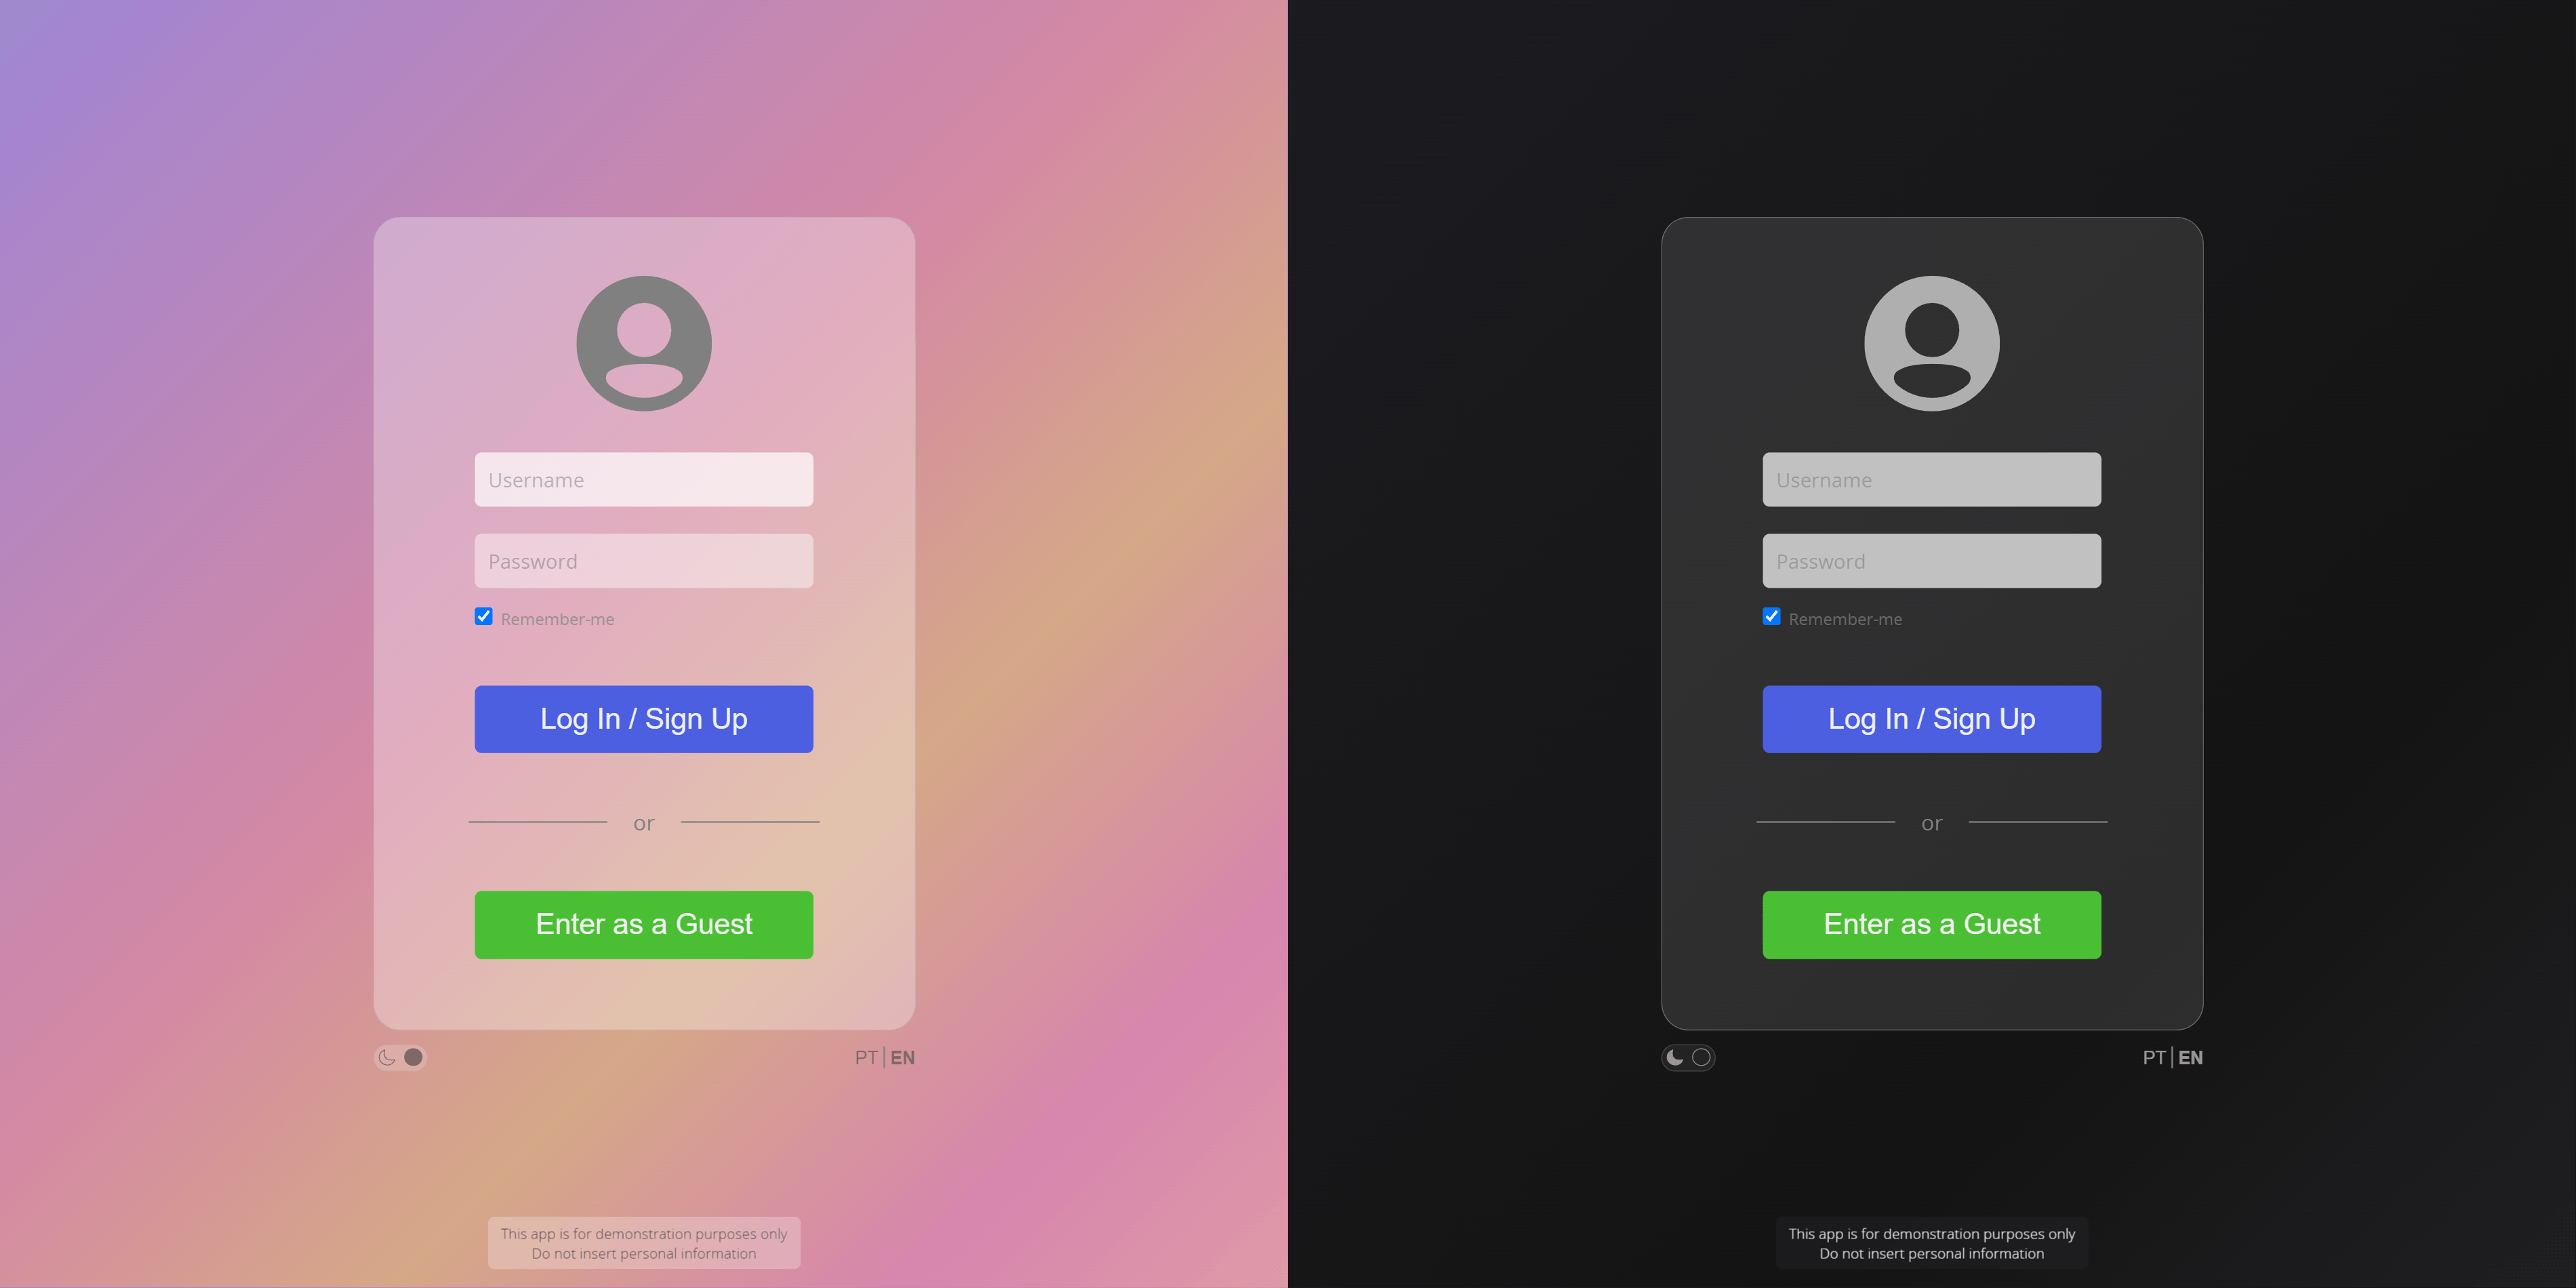 Username
Password
Remember-me
Log In / Sign Up
or
Enter as a Guest
PT|EN
This app is for demonstration purposes only
Do not insert personal information
Username
Password
Remember-me
Log In / Sign Up
or
Enter as a Guest
PT|EN
This app is for demonstration purposes only
Do not insert personal information